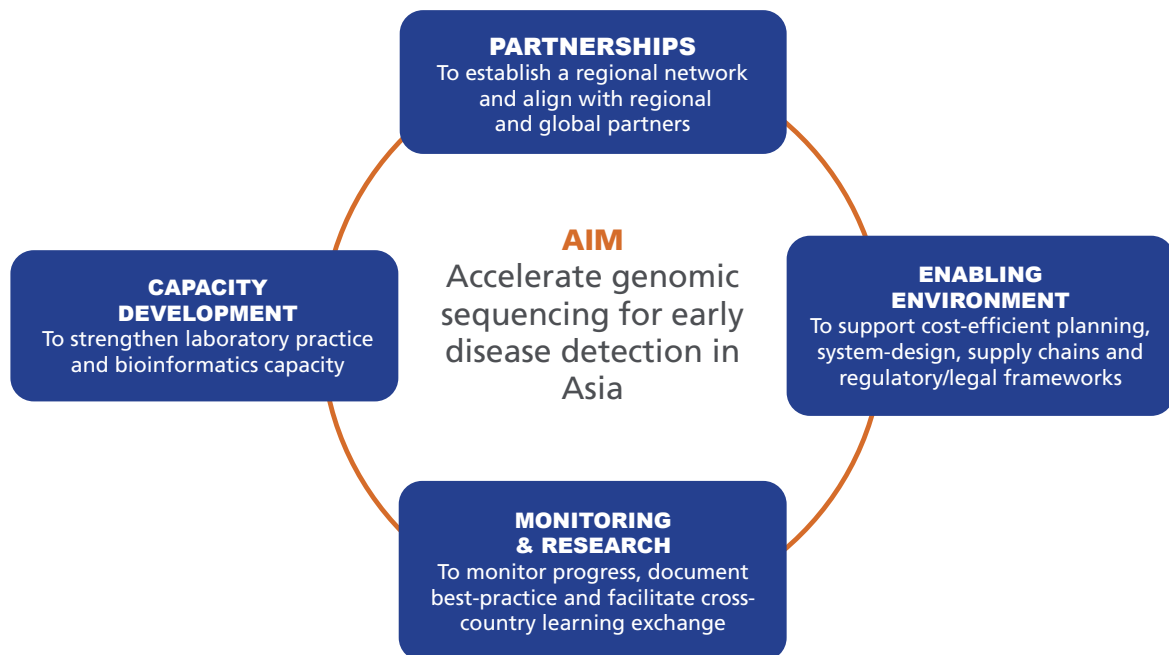 PARTNERSHIPS
To establish a regional network
and align with regional
and global partners
AIM
Accelerate genomic
sequencing for early
disease detection in
Asia
CAPACITY
DEVELOPMENT
To strengthen laboratory practice
and bioinformatics capacity
ENABLING
ENVIRONMENT
To support cost-efficient planning,
system-design, supply chains and
regulatory/legal frameworks
MONITORING
& RESEARCH
To monitor progress, document
best-practice and facilitate cross-
country learning exchange